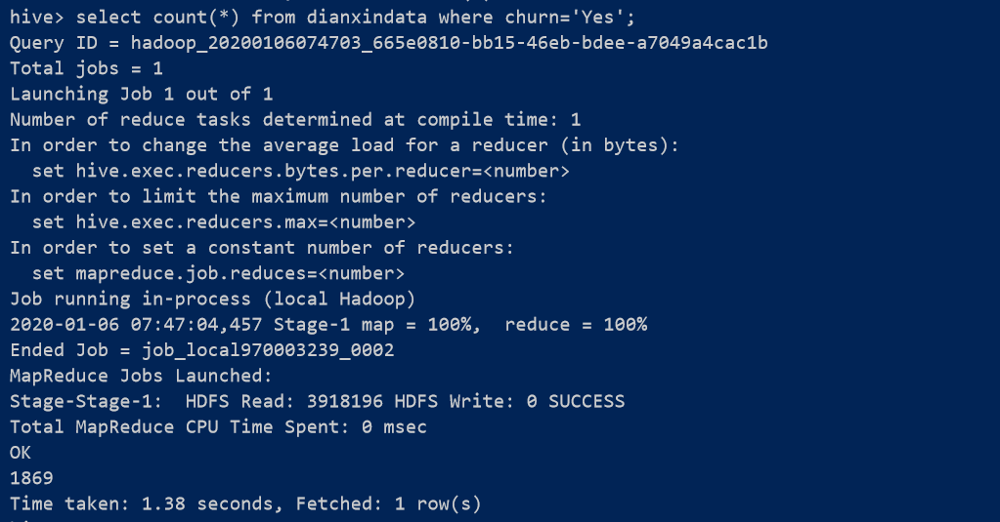 hive> select count(*) from dianxindata where churn='Yes';
Query ID = hadoop_20200106074703_665e0810-bb15-46eb-bdee-a7049a4cac1b
Total jobs = 1
Launching Job 1 out of 1
Number of reduce tasks determined at compile time: 1
In order to change the average load for a reducer (in bytes):
  set hive.exec.reducers.bytes.per.reducer=<number>
In order to limit the maximum number of reducers:
  set hive.exec.reducers.max=<number>
In order to set a constant number of reducers:
  set mapreduce.job.reduces=<number>
Job running in-process (local Hadoop)
2020-01-06 07:47:04,457 Stage-1 map = 100%,  reduce = 100%
Ended Job = job_local970003239_0002
MapReduce Jobs Launched:
Stage-Stage-1:  HDFS Read: 3918196 HDFS Write: 0 SUCCESS
Total MapReduce CPU Time Spent: 0 msec
OK
1869
Time taken: 1.38 seconds, Fetched: 1 row(s)